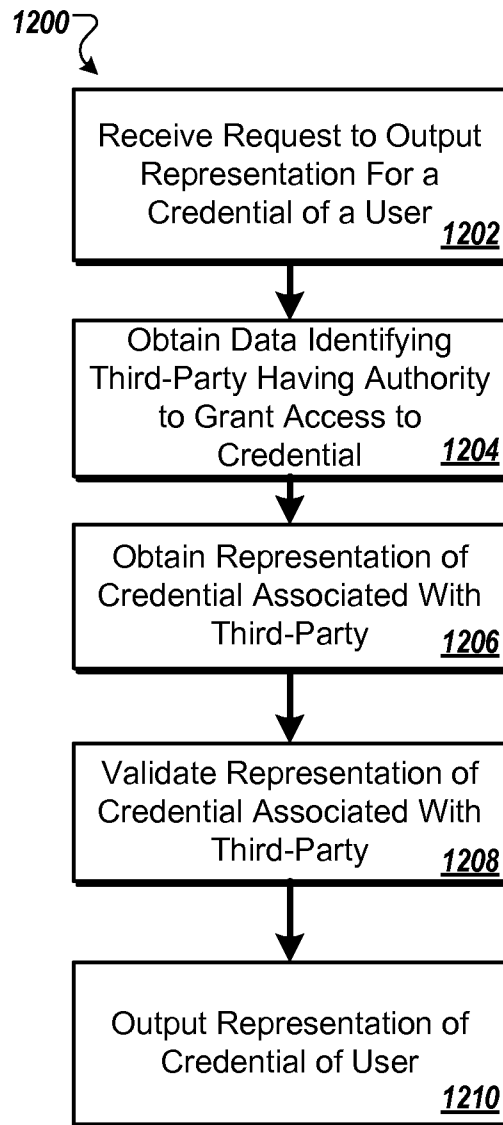 1200
Receive Request to Output
Representation For a
Credential of a User
1202
Obtain Data Identifying
Third-Party Having Authority
to Grant Access to
Credential
1204
Obtain Representation of
Credential Associated With
Third-Party
1206
Validate Representation of
Credential Associated With
Third-Party
1208
Output Representation of
Credential of User
1210